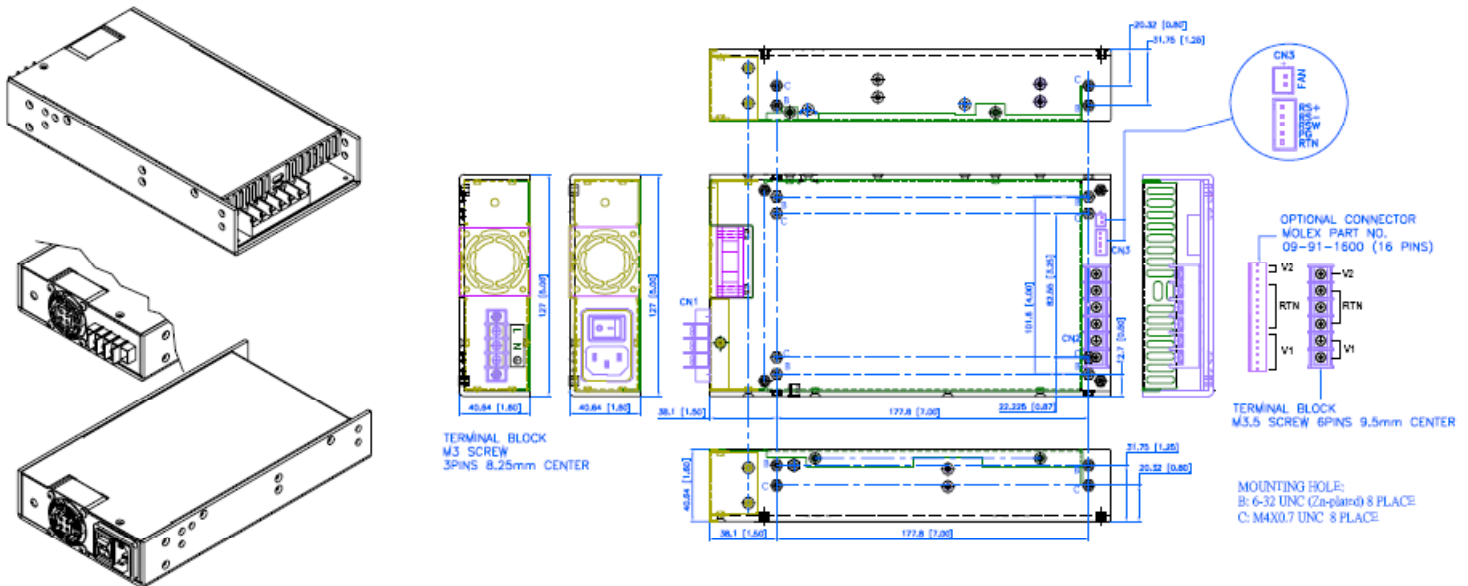 20.32 [0.80]
31.75 [1.25]
C
B
C
B
CN3
FAN
RS+
RS-
RTN
127 [5.00]
L
N
40.64 [1.60]
127 [5.00]
40.64 [1.60]
TERMINAL BLOCK
M3 SCREW
3PINS 8.25mm CENTER
CN1
B
C
B
C
CN3
101.6 [4.00]
82.55 [3.25]
CN2
12.7 [0.50]
C
B
C
B
38.1 [1.50]
177.8 [7.00]
22.225 [0.87]
OPTIONAL CONNECTOR
MOLEX PART NO.
09-91-1600 (16 PINS)
V2
RTN
V1
V2
RTN
V1
TERMINAL BLOCK
M3.5 SCREW 6PINS 9.5mm CENTER
40.64 [1.60]
B
C
B
C
31.75 [1.25]
20.32 [0.80]
38.1 [1.50]
177.8 [7.00]
MOUNTING HOLE:
B: 6-32 UNC (Zn-plated) 8 PLACE
C: M4X0.7 UNC 8 PLACE